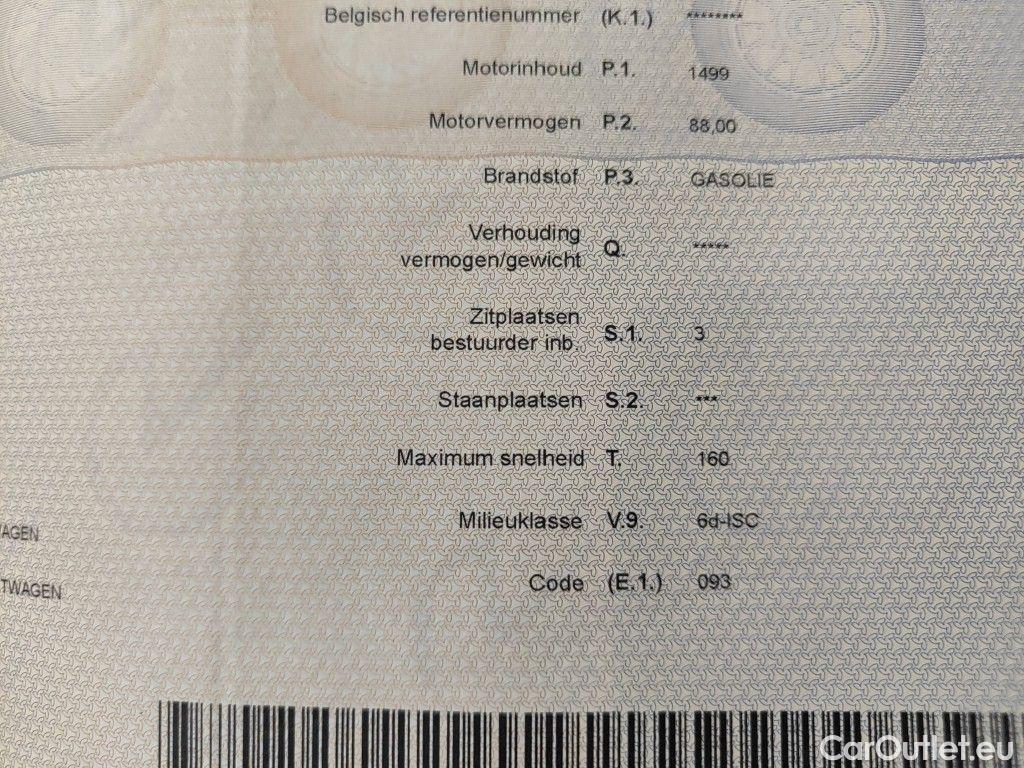 Belgisch referentienummer (K.1.) ********
Motorinhoud P.1. 1499
Motorvermogen P.2. 88,00
Brandstof P.3. GASOLIE
Verhouding
vermogen/gewicht Q. *****
Zitplaatsen
bestuurder inb. S.1. 3
Staanplaatsen S.2. ***
Maximum snelheid T. 160
Milieuklasse V.9. 6d-ISC
AGEN
Code (E.1.) 093
TWAGEN
CarOutlet.eu